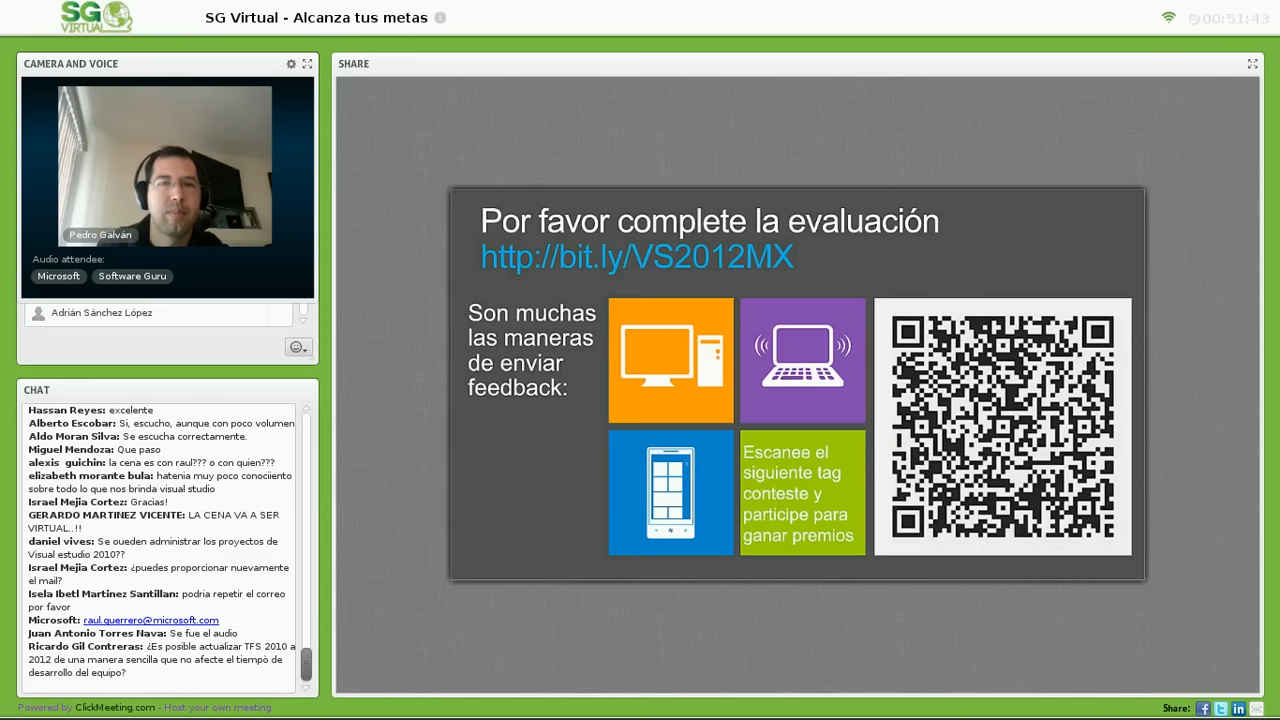 SG VIRTUAL
SG Virtual - Alcanza tus metas
00:51:43
CAMERA AND VOICE
Pedro Galván
Audio attendee:
Microsoft
Software Guru
Adrián Sánchez López
CHAT
Hassan Reyes: excelente
Alberto Escobar: Si, escucho, aunque con poco volumen
Aldo Moran Silva: Se escucha correctamente.
Miguel Mendoza: Que paso
alexis guichin: la cena es con raul??? o con quien???
elizabeth morante bula: hatenia muy poco conociiento
sobre todo lo que nos brinda visual studio
Israel Mejia Cortez: Gracias!
GERARDO MARTINEZ VICENTE: LA CENA VA A SER
VIRTUAL..!!
daniel vives: Se oueden administrar los proyectos de
Visual estudio 2010??
Israel Mejia Cortez: ¿puedes proporcionar nuevamente
el mail?
Isela Ibetl Martinez Santillan: podria repetir el correo
por favor
Microsoft: raul.guerrero@microsoft.com
Juan Antonio Torres Nava: Se fue el audio
Ricardo Gil Contreras: ¿Es posible actualizar TFS 2010 a
2012 de una manera sencilla que no afecte el tiempò de
desarrollo del equipo?
SHARE
Por favor complete la evaluación
http://bit.ly/VS2012MX
Son muchas
las maneras
de enviar
feedback:
Escanee el
siguiente tag
conteste y
participe para
ganar premios
Powered by ClickMeeting.com - Host your own meeting
Share: